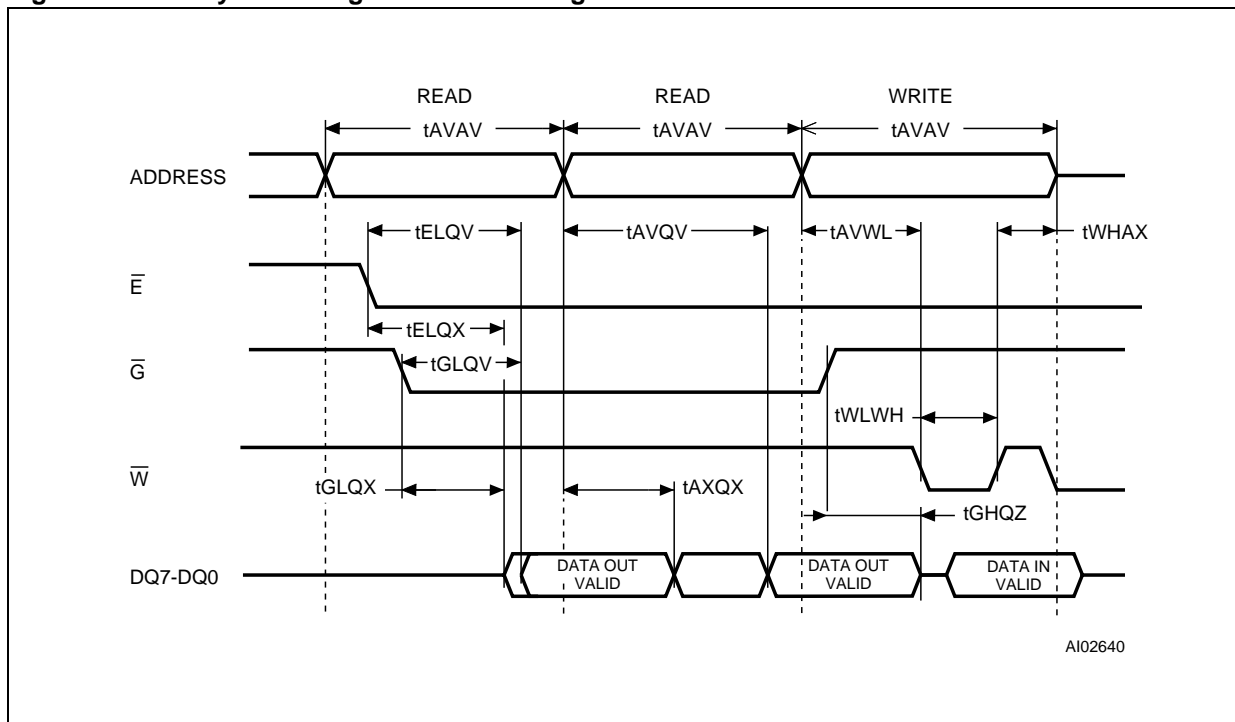 READ READ WRITE
tAVAV tAVAV tAVAV
ADDRESS
tELQV tAVQV tAVWL tWHAX
E
tELQX
G
tGLQV
tWLWH
W
tGLQX tAXQX
tGHQZ
DQ7-DQ0
DATA OUT
VALID
DATA OUT
VALID
DATA IN
VALID
AI02640